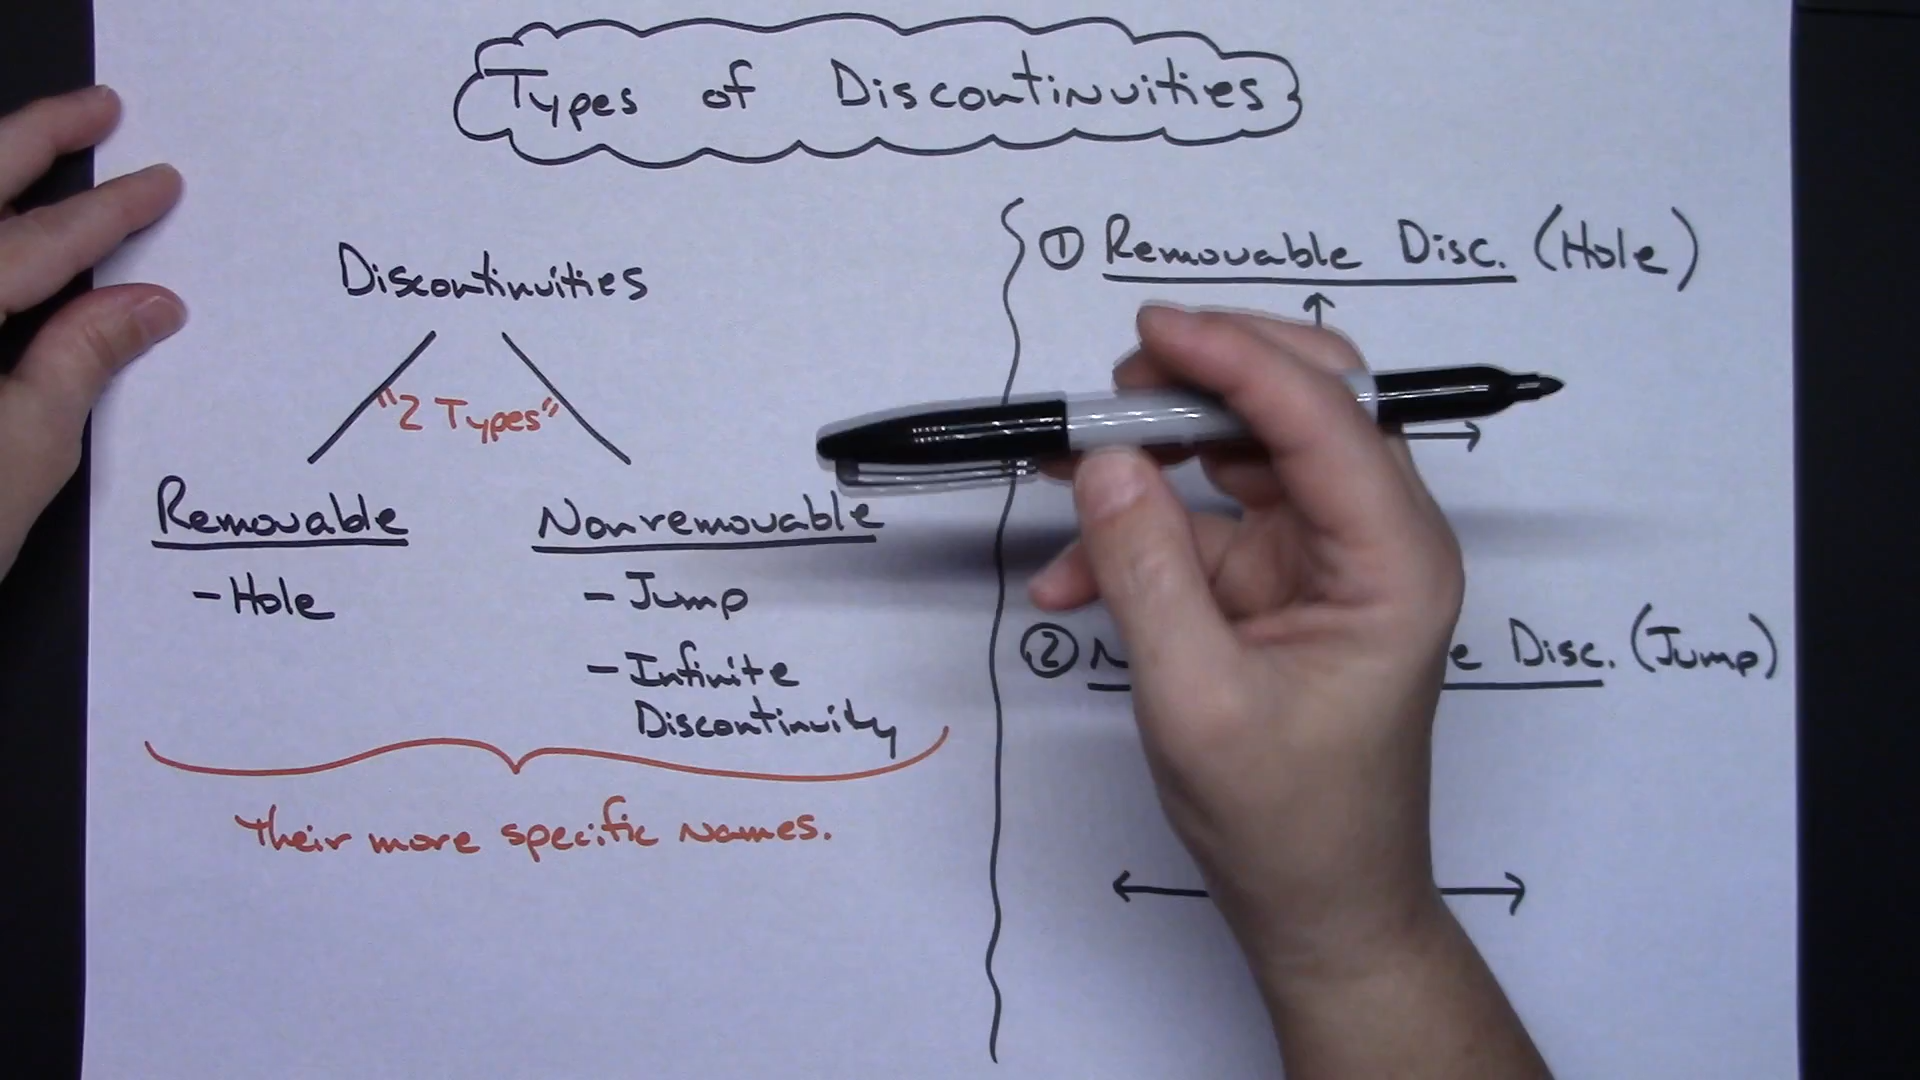 Types of Discontinuities
Discontinuities
"2 Types"
Removable
- Hole
Nonremovable
- Jump
- Infinite
Discontinuity
Their more specific names.
① Removable Disc. (Hole)
② Disc. (Jump)